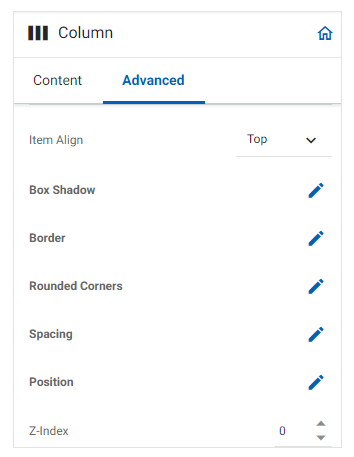 Column
Content Advanced
Item Align Top
Box Shadow
Border
Rounded Corners
Spacing
Position
Z-Index 0